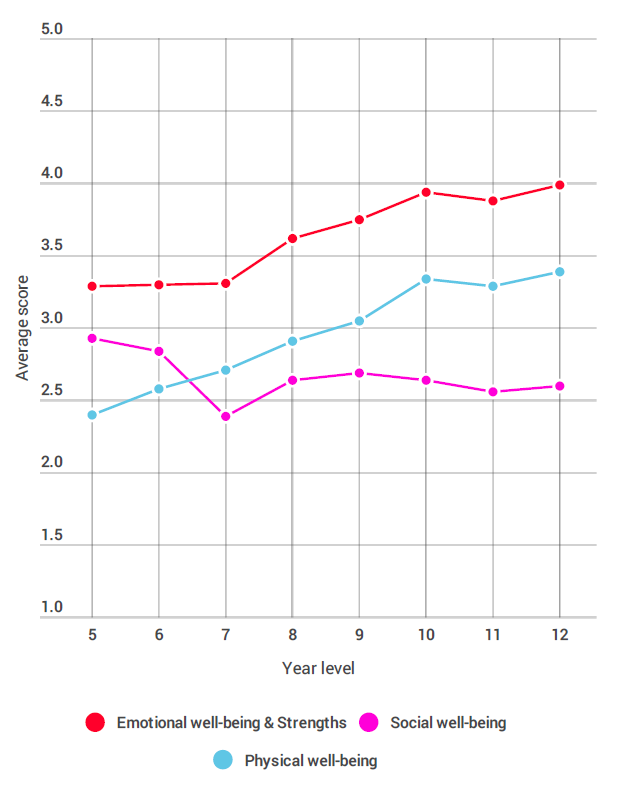 5.0
4.5
4.0
3.5
3.0
2.5
2.0
1.5
1.0
Average score
5 6 7 8 9 10 11 12
Year level
Emotional well-being & Strengths Social well-being
Physical well-being